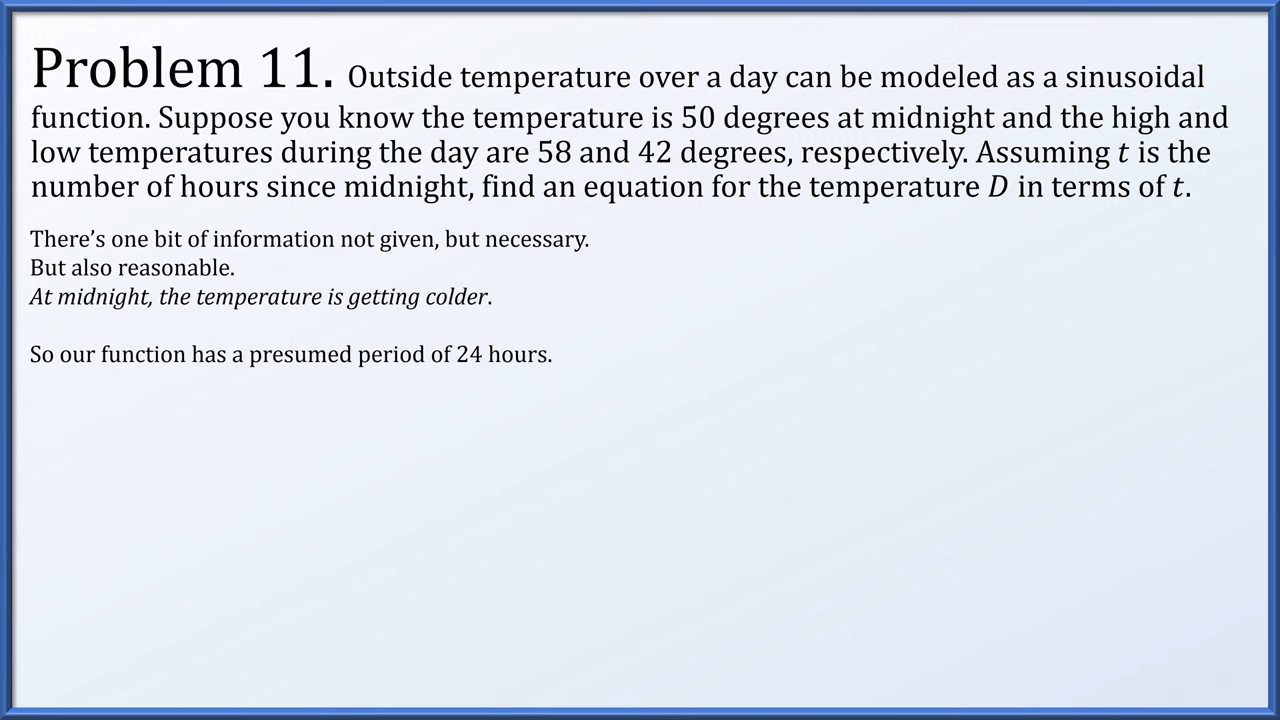 Problem 11. Outside temperature over a day can be modeled as a sinusoidal
function. Suppose you know the temperature is 50 degrees at midnight and the high and
low temperatures during the day are 58 and 42 degrees, respectively. Assuming t is the
number of hours since midnight, find an equation for the temperature D in terms of t.
There’s one bit of information not given, but necessary.
But also reasonable.
At midnight, the temperature is getting colder.
So our function has a presumed period of 24 hours.